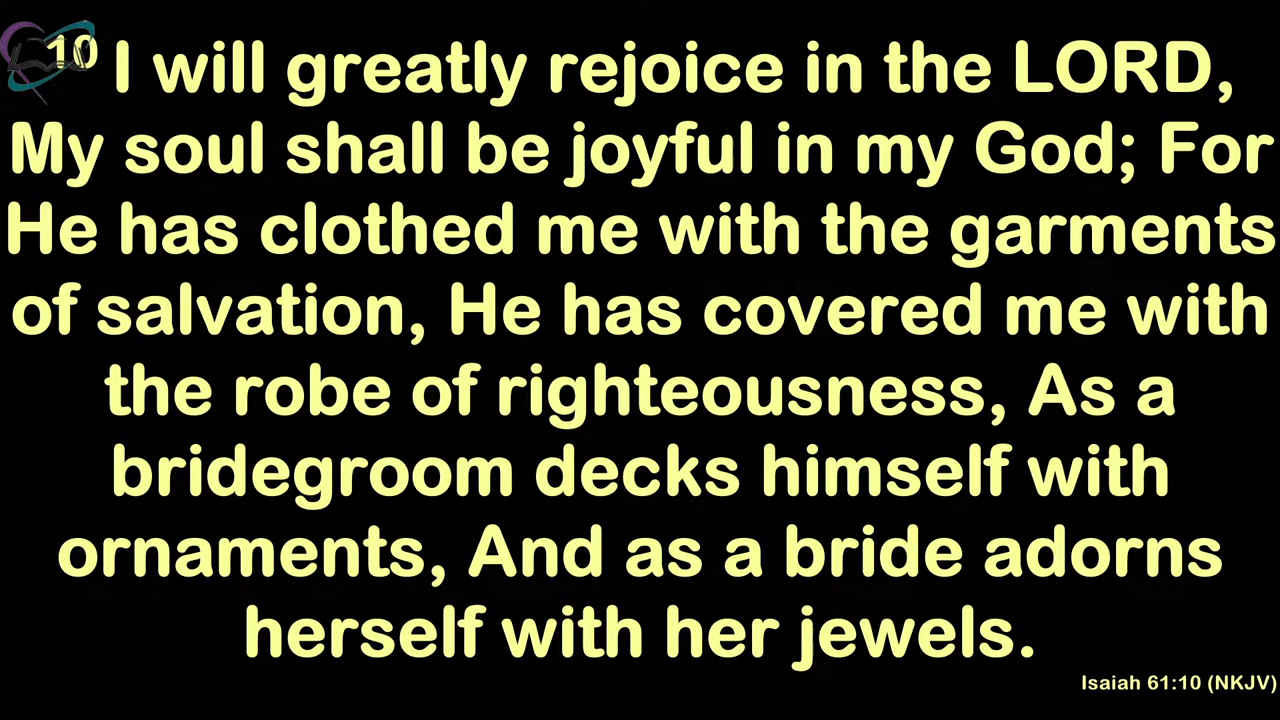 10 I will greatly rejoice in the LORD,
My soul shall be joyful in my God; For
He has clothed me with the garments
of salvation, He has covered me with
the robe of righteousness, As a
bridegroom decks himself with
ornaments, And as a bride adorns
herself with her jewels.
Isaiah 61:10 (NKJV)